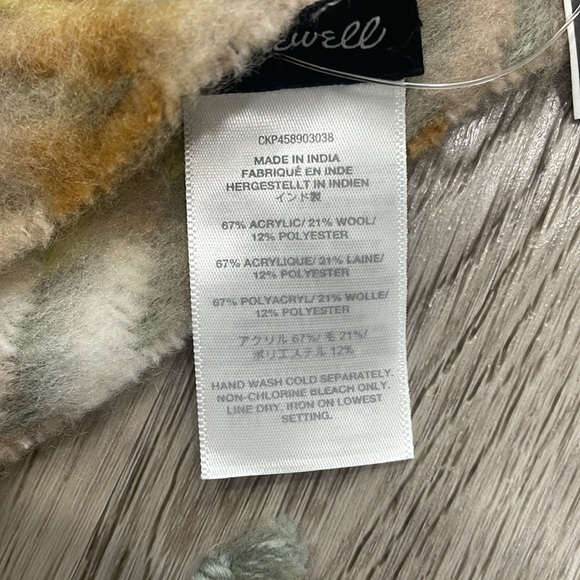 ewell
CKP458903038
MADE IN INDIA
FABRIQUÉ EN INDE
HERGESTELLT IN INDIEN
インド製
67% ACRYLIC/ 21% WOOL/
12% POLYESTER
67% ACRYLIQUE/ 21% LAINE/
12% POLYESTER
67% POLYACRYL/ 21% WOLLE/
12% POLYESTER
アクリル 67%/ 毛 21%/
ポリエステル 12%
HAND WASH COLD SEPARATELY.
NON-CHLORINE BLEACH ONLY.
LINE DRY. IRON ON LOWEST
SETTING.